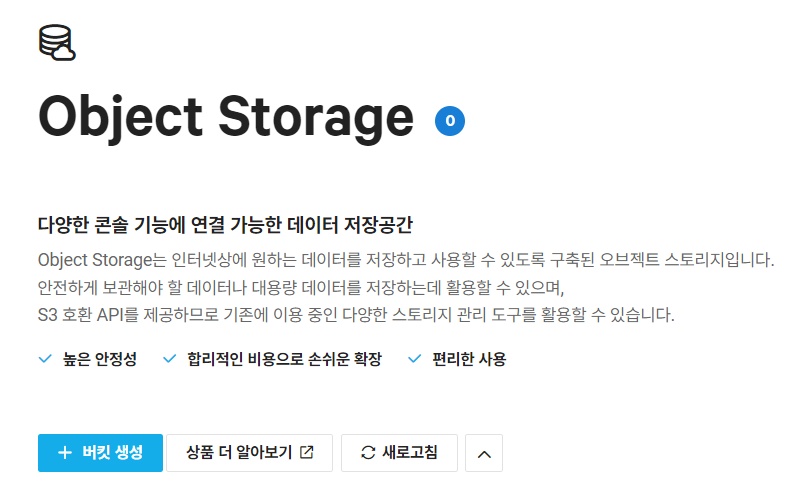 Object Storage 0
다양한 콘솔 기능에 연결 가능한 데이터 저장공간
Object Storage는 인터넷상에 원하는 데이터를 저장하고 사용할 수 있도록 구축된 오브젝트 스토리지입니다.
안전하게 보관해야 할 데이터나 대용량 데이터를 저장하는데 활용할 수 있으며,
S3 호환 API를 제공하므로 기존에 이용 중인 다양한 스토리지 관리 도구를 활용할 수 있습니다.
높은 안정성 합리적인 비용으로 손쉬운 확장 편리한 사용
버킷 생성 상품 더 알아보기 새로고침